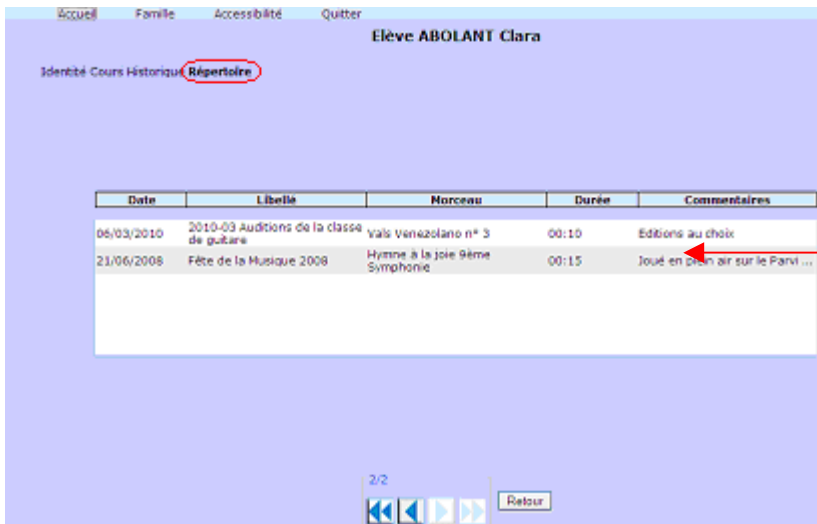 Accueil Famille Accessibilité Quitter
Elève ABOLANT Clara
Identité Cours Historique Répertoire
Date Libellé Morceau Durée Commentaires
06/03/2010 2010-03 Auditions de la classe de guitare Vals Venezolano n° 3 00:10 Editions au choix
21/06/2008 Fête de la Musique 2008 Hymne à la joie 9ème Symphonie 00:15 Joué en plein air sur le Parvi ...
2/2
Retour